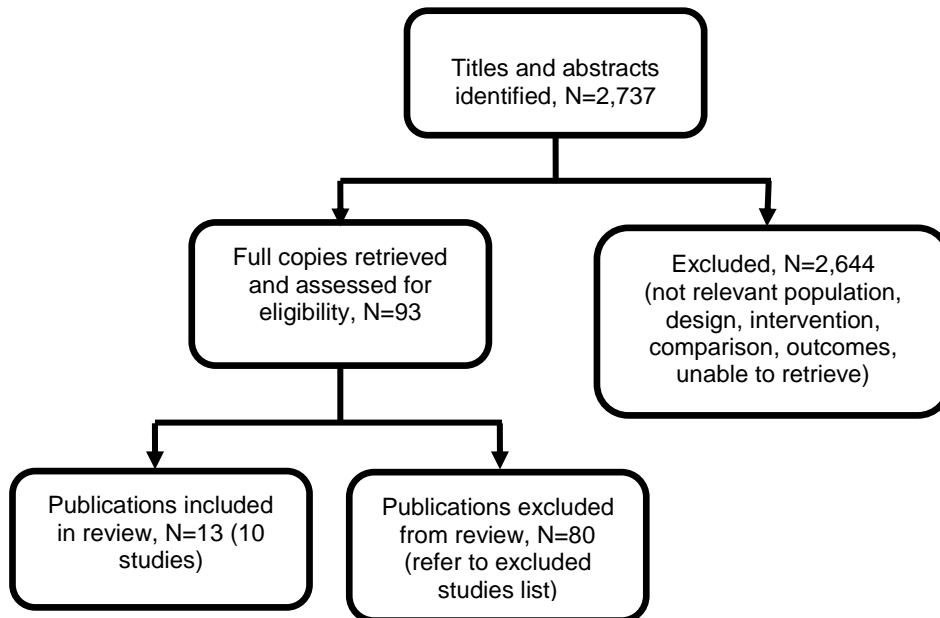 Titles and abstracts
identified, N=2,737
Full copies retrieved
and assessed for
eligibility, N=93
Excluded, N=2,644
(not relevant population,
design, intervention,
comparison, outcomes,
unable to retrieve)
Publications included
in review, N=13 (10
studies)
Publications excluded
from review, N=80
(refer to excluded
studies list)